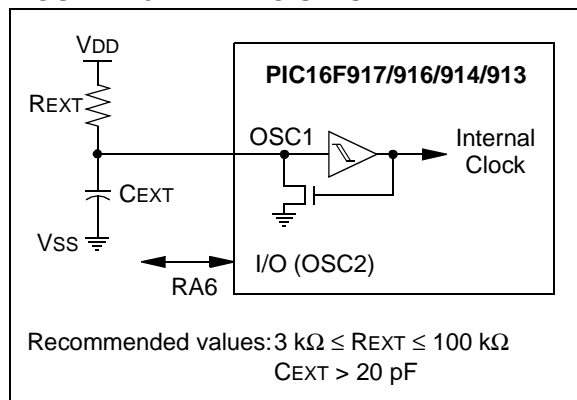 VDD
PIC16F917/916/914/913
REXT
OSC1
Internal
Clock
CEXT
VSS
I/O (OSC2)
RA6
Recommended values: 3 kΩ ≤ REXT ≤ 100 kΩ
CEXT > 20 pF